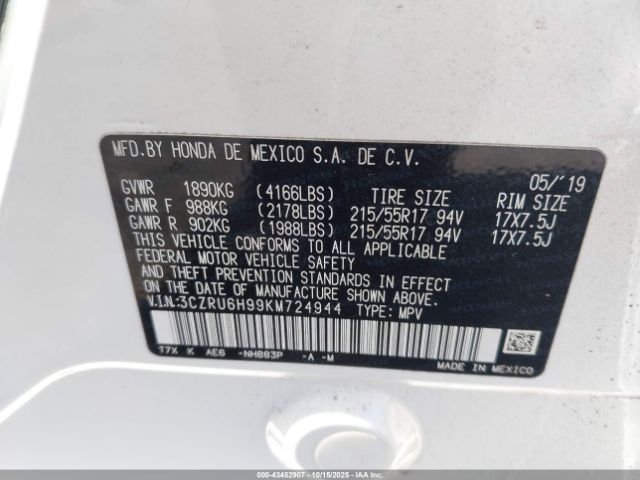 MFD.BY HONDA DE MEXICO S.A. DE C.V.
05/'19
GVWR 1890KG (4166LBS) TIRE SIZE RIM SIZE
GAWR F 988KG (2178LBS) 215/55R17 94V 17X7.5J
GAWR R 902KG (1988LBS) 215/55R17 94V 17X7.5J
THIS VEHICLE CONFORMS TO ALL APPLICABLE
FEDERAL MOTOR VEHICLE SAFETY
AND THEFT PREVENTION STANDARDS IN EFFECT
ON THE DATE OF MANUFACTURE SHOWN ABOVE.
V.I.N.:3CZRU6H99KM724944 TYPE: MPV
T7X K AE6 -NH883P -A -M
MADE IN MEXICO
000-43452907 | 10/15/2025 | IAAI.COM